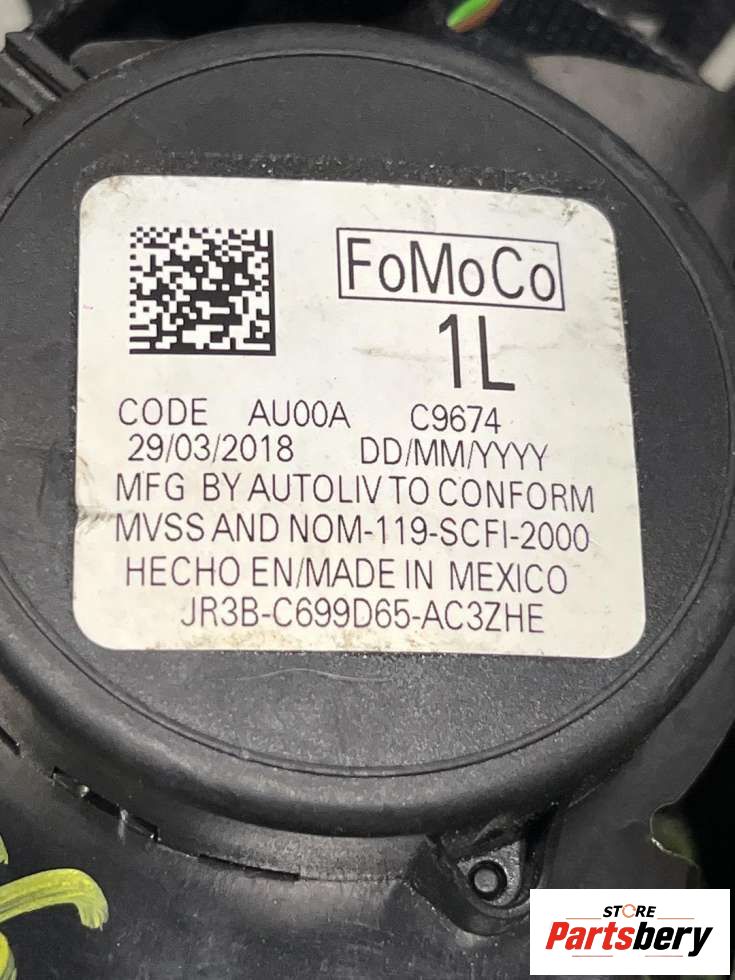 FoMoCo
1L
CODE AU00A C9674
29/03/2018 DD/MM/YYYY
MFG BY AUTOLIV TO CONFORM
MVSS AND NOM-119-SCFI-2000
HECHO EN/MADE IN MEXICO
JR3B-C699D65-AC3ZHE
STORE
Partsbery